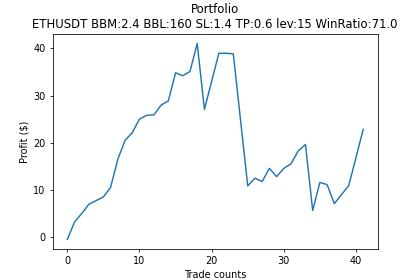 Portfolio
ETHUSDT BBM:2.4 BBL:160 SL:1.4 TP:0.6 lev:15 WinRatio:71.0
40
30
20
10
0
Profit ($)
0 10 20 30 40
Trade counts